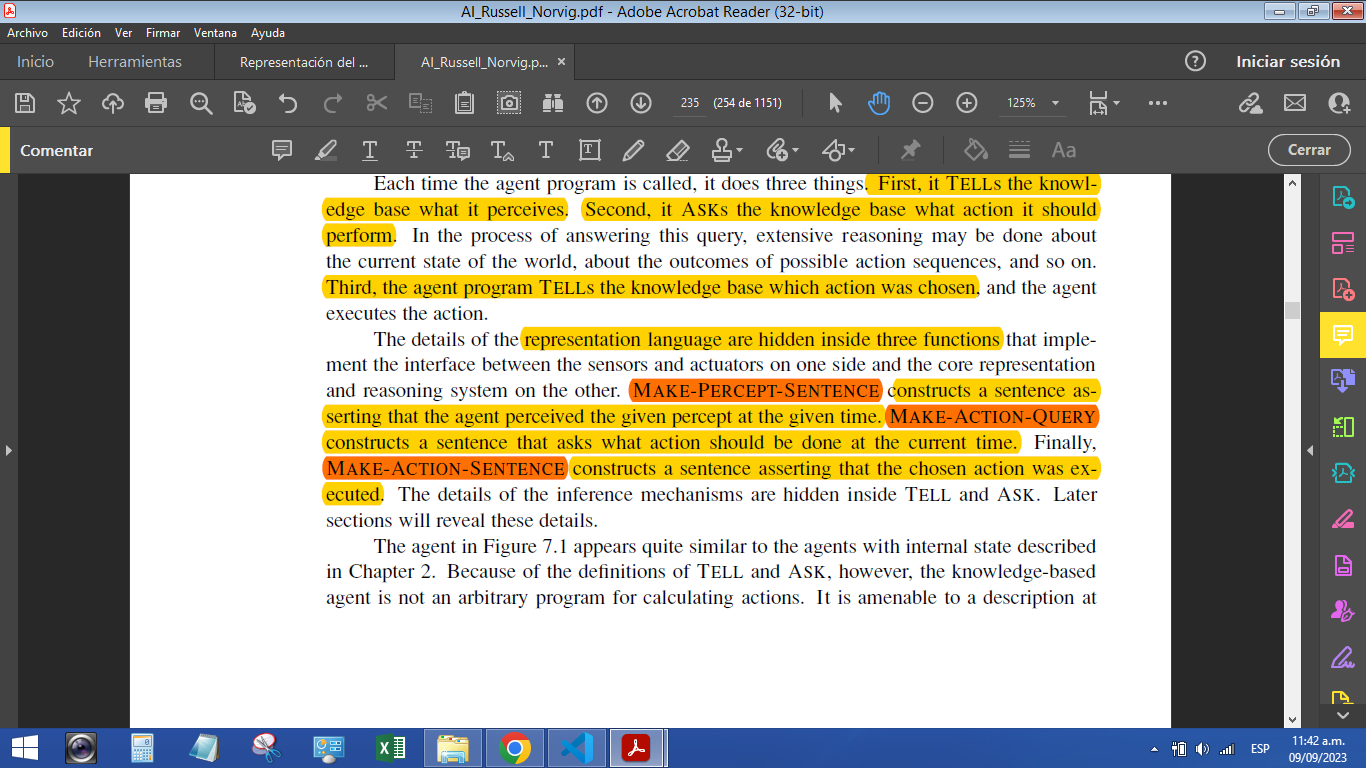 AI_Russell_Norvig.pdf - Adobe Acrobat Reader (32-bit)
Archivo Edición Ver Firmar Ventana Ayuda
Inicio Herramientas Representación del ... AI_Russell_Norvig.p... × Iniciar sesión
235 (254 de 1151) 125%
Comentar Cerrar
Each time the agent program is called, it does three things. First, it TELLs the knowl-
edge base what it perceives. Second, it ASKs the knowledge base what action it should
perform. In the process of answering this query, extensive reasoning may be done about
the current state of the world, about the outcomes of possible action sequences, and so on.
Third, the agent program TELLs the knowledge base which action was chosen, and the agent
executes the action.
The details of the representation language are hidden inside three functions that imple-
ment the interface between the sensors and actuators on one side and the core representation
and reasoning system on the other. MAKE-PERCEPT-SENTENCE constructs a sentence as-
serting that the agent perceived the given percept at the given time. MAKE-ACTION-QUERY
constructs a sentence that asks what action should be done at the current time. Finally,
MAKE-ACTION-SENTENCE constructs a sentence asserting that the chosen action was ex-
ecuted. The details of the inference mechanisms are hidden inside TELL and ASK. Later
sections will reveal these details.
The agent in Figure 7.1 appears quite similar to the agents with internal state described
in Chapter 2. Because of the definitions of TELL and ASK, however, the knowledge-based
agent is not an arbitrary program for calculating actions. It is amenable to a description at
ESP 11:42 a.m.
09/09/2023